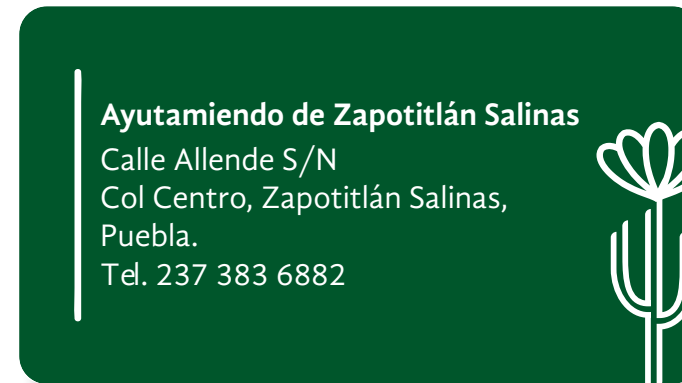 Ayutamiendo de Zapotitlán Salinas
Calle Allende S/N
Col Centro, Zapotitlán Salinas,
Puebla.
Tel. 237 383 6882